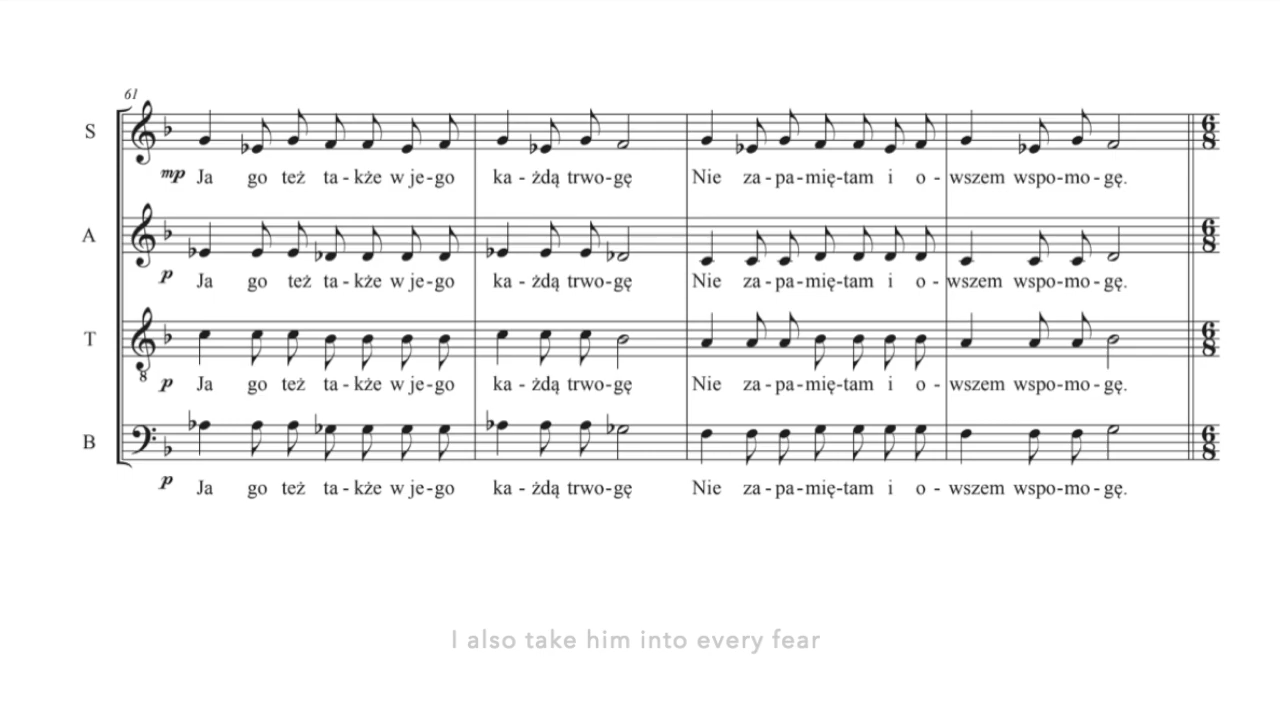 61
S
mp Ja go też ta - kże w je - go ka - żdą trwo - gę Nie za - pa - mię - tam i o - wszem wspo - mo - gę.
A
p Ja go też ta - kże w je - go ka - żdą trwo - gę Nie za - pa - mię - tam i o - wszem wspo - mo - gę.
T
8
p Ja go też ta - kże w je - go ka - żdą trwo - gę Nie za - pa - mię - tam i o - wszem wspo - mo - gę.
B
p Ja go też ta - kże w je - go ka - żdą trwo - gę Nie za - pa - mię - tam i o - wszem wspo - mo - gę.
I also take him into every fear